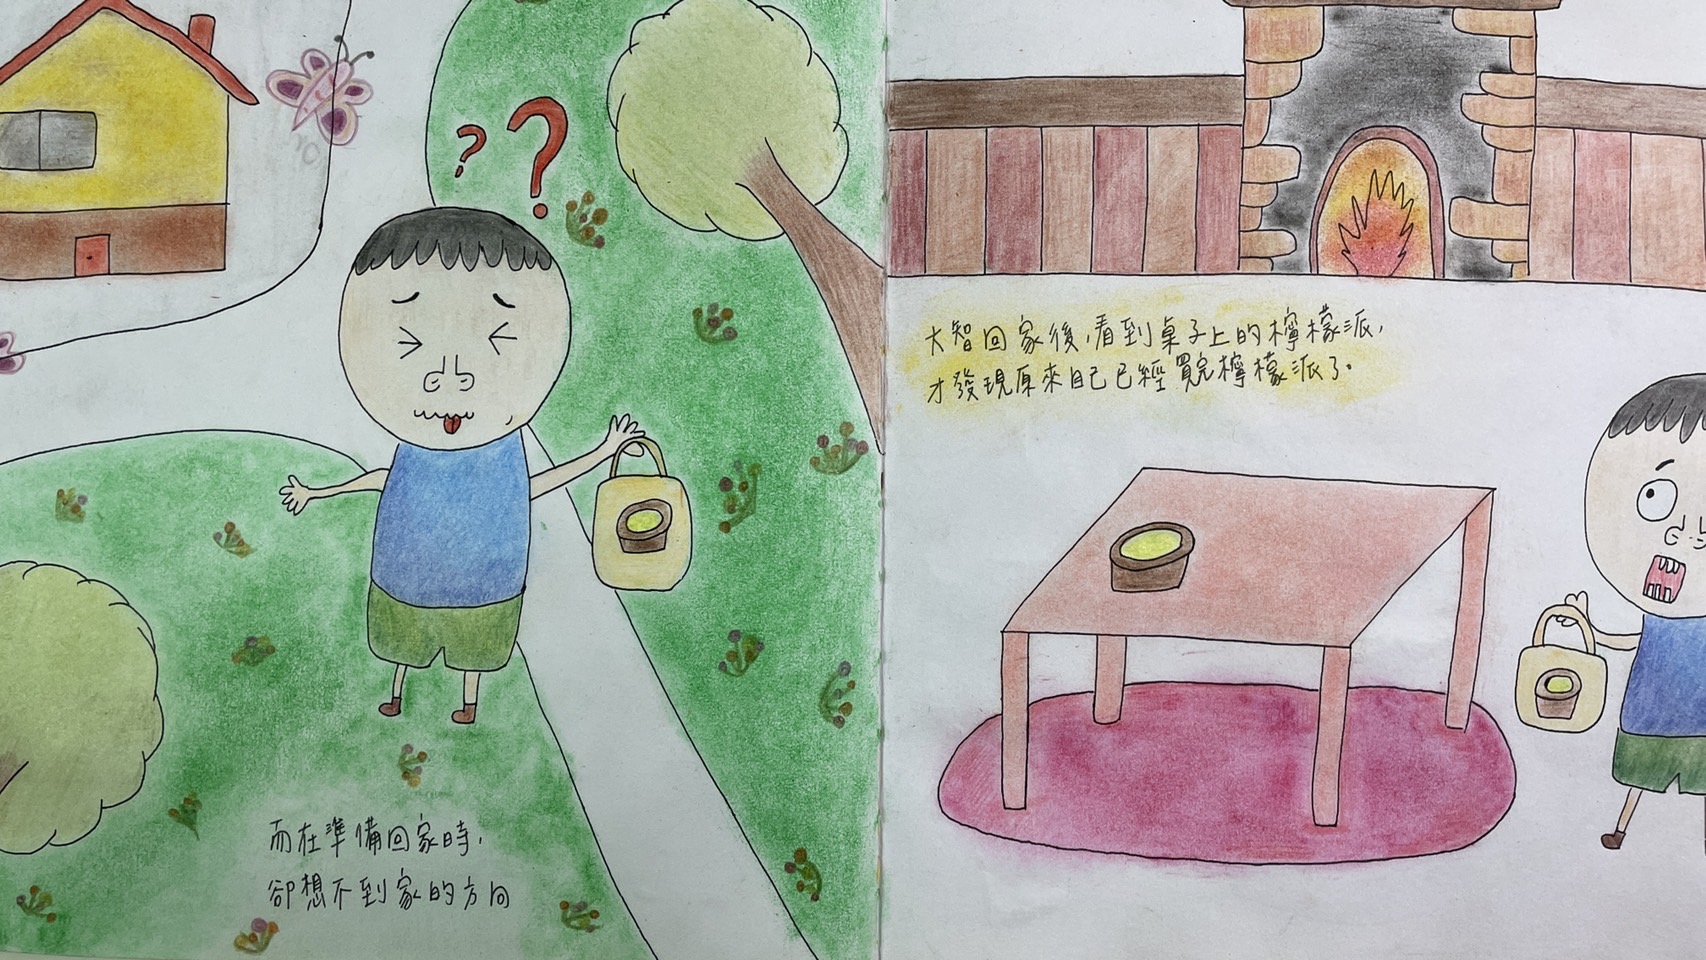 而在準備回家時，
卻想不到家的方向
大智回家後，看到桌子上的檸檬派，
才發現原來自己已經買完檸檬派了。